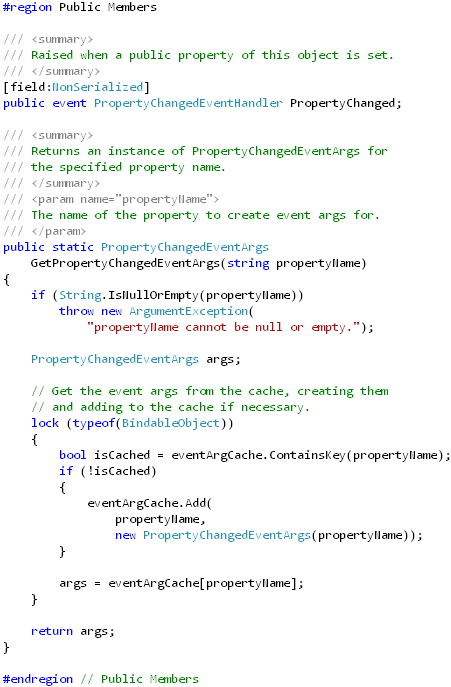 #region Public Members
/// <summary>
/// Raised when a public property of this object is set.
/// </summary>
[field:NonSerialized]
public event PropertyChangedEventHandler PropertyChanged;
/// <summary>
/// Returns an instance of PropertyChangedEventArgs for
/// the specified property name.
/// </summary>
/// <param name="propertyName">
/// The name of the property to create event args for.
/// </param>
public static PropertyChangedEventArgs
    GetPropertyChangedEventArgs(string propertyName)
{
    if (String.IsNullOrEmpty(propertyName))
        throw new ArgumentException(
            "propertyName cannot be null or empty.");
    PropertyChangedEventArgs args;
    // Get the event args from the cache, creating them
    // and adding to the cache if necessary.
    lock (typeof(BindableObject))
    {
        bool isCached = eventArgCache.ContainsKey(propertyName);
        if (!isCached)
        {
            eventArgCache.Add(
                propertyName,
                new PropertyChangedEventArgs(propertyName));
        }
        args = eventArgCache[propertyName];
    }
    return args;
}
#endregion // Public Members